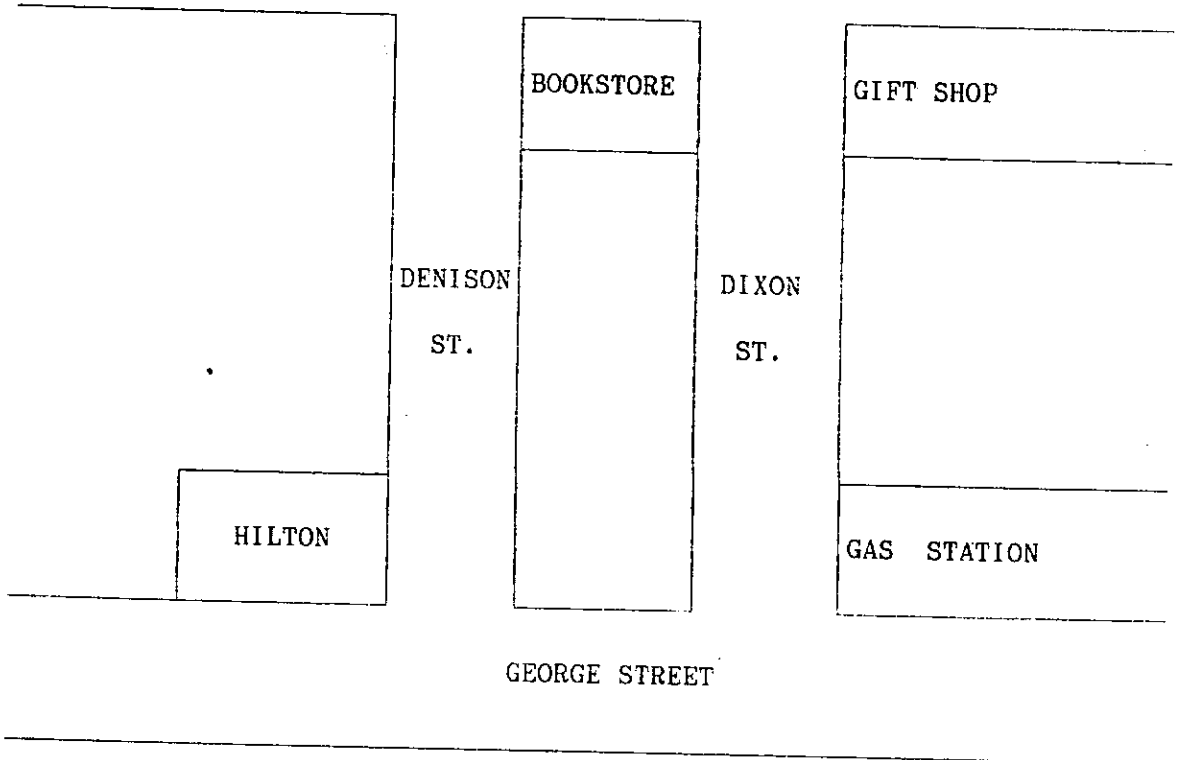 BOOKSTORE
GIFT SHOP
DENISON
ST.
DIXON
ST.
HILTON
GAS STATION
GEORGE STREET